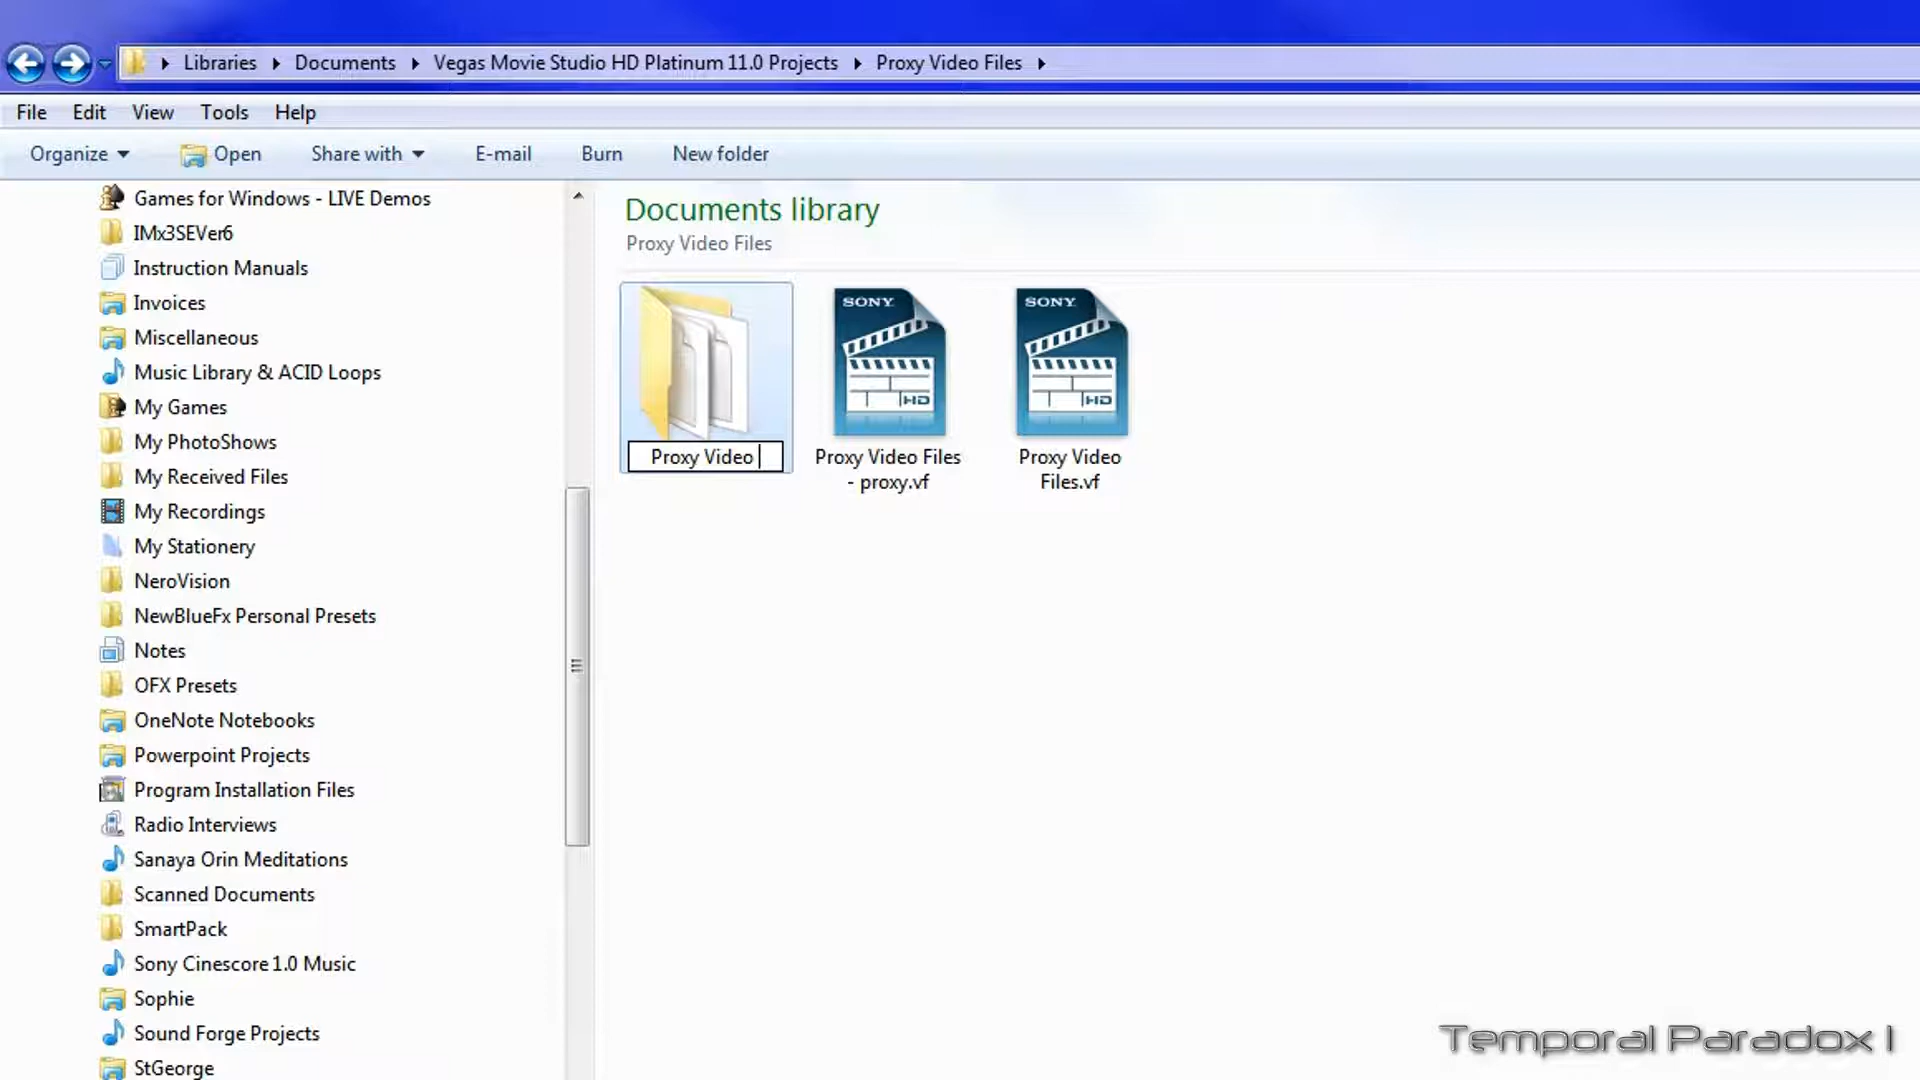 Libraries Documents Vegas Movie Studio HD Platinum 11.0 Projects Proxy Video Files
File Edit View Tools Help
Organize Open Share with E-mail Burn New folder
Games for Windows - LIVE Demos
IMx3SEVer6
Instruction Manuals
Invoices
Miscellaneous
Music Library & ACID Loops
My Games
My PhotoShows
My Received Files
My Recordings
My Stationery
NeroVision
NewBlueFx Personal Presets
Notes
OFX Presets
OneNote Notebooks
Powerpoint Projects
Program Installation Files
Radio Interviews
Sanaya Orin Meditations
Scanned Documents
SmartPack
Sony Cinescore 1.0 Music
Sophie
Sound Forge Projects
StGeorge
Documents library
Proxy Video Files
SONY
HD
SONY
HD
Proxy Video
Proxy Video Files
- proxy.vf
Proxy Video
Files.vf
Temporal Paradox I